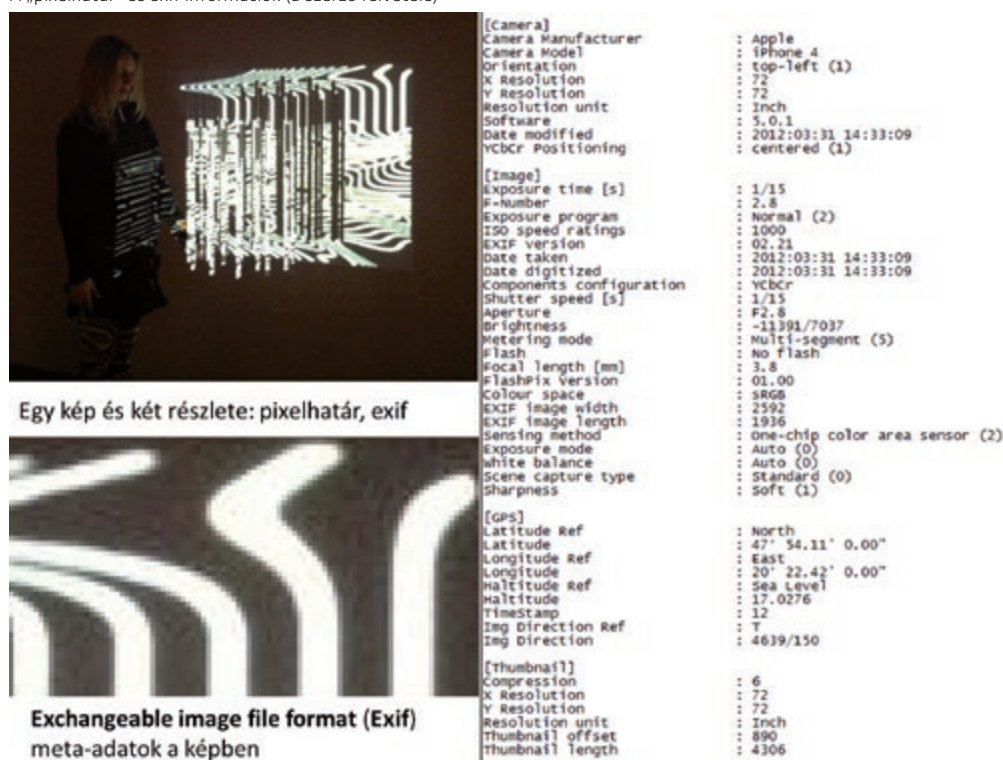 Egy kép és két részlete: pixelhatár, exif
Exchangeable image file format (Exif)
meta-adatok a képben
[Camera]
Camera Manufacturer : Apple
Camera Model : iPhone 4
Orientation : top-left (1)
X Resolution : 72
Y Resolution : 72
Resolution unit : Inch
Software : 5.0.1
Date modified : 2012:03:31 14:33:09
YCbCr Positioning : centered (1)
[Image]
Exposure time [s] : 1/15
F-Number : 2.8
Exposure program : Normal (2)
ISO speed ratings : 1000
EXIF version : 02.21
Date taken : 2012:03:31 14:33:09
Date digitized : 2012:03:31 14:33:09
Components configuration : YCbCr
Shutter speed [s] : 1/15
Aperture : F2.8
Brightness : -11391/7037
Metering mode : Multi-segment (5)
Flash : No flash
Focal length [mm] : 3.8
FlashPix version : 01.00
Colour space : sRGB
EXIF image width : 2592
EXIF image length : 1936
Sensing method : One-chip color area sensor (2)
Exposure mode : Auto (0)
White balance : Auto (0)
Scene capture type : Standard (0)
Sharpness : Soft (1)
[GPS]
Latitude Ref : North
Latitude : 47° 54.11' 0.00"
Longitude Ref : East
Longitude : 20° 22.42' 0.00"
Haltitude Ref : Sea Level
Haltitude : 17.0276
TimeStamp : 12
Img Direction Ref : T
Img Direction : 4639/150
[Thumbnail]
Compression : 6
X Resolution : 72
Y Resolution : 72
Resolution unit : Inch
Thumbnail offset : 890
Thumbnail length : 4306